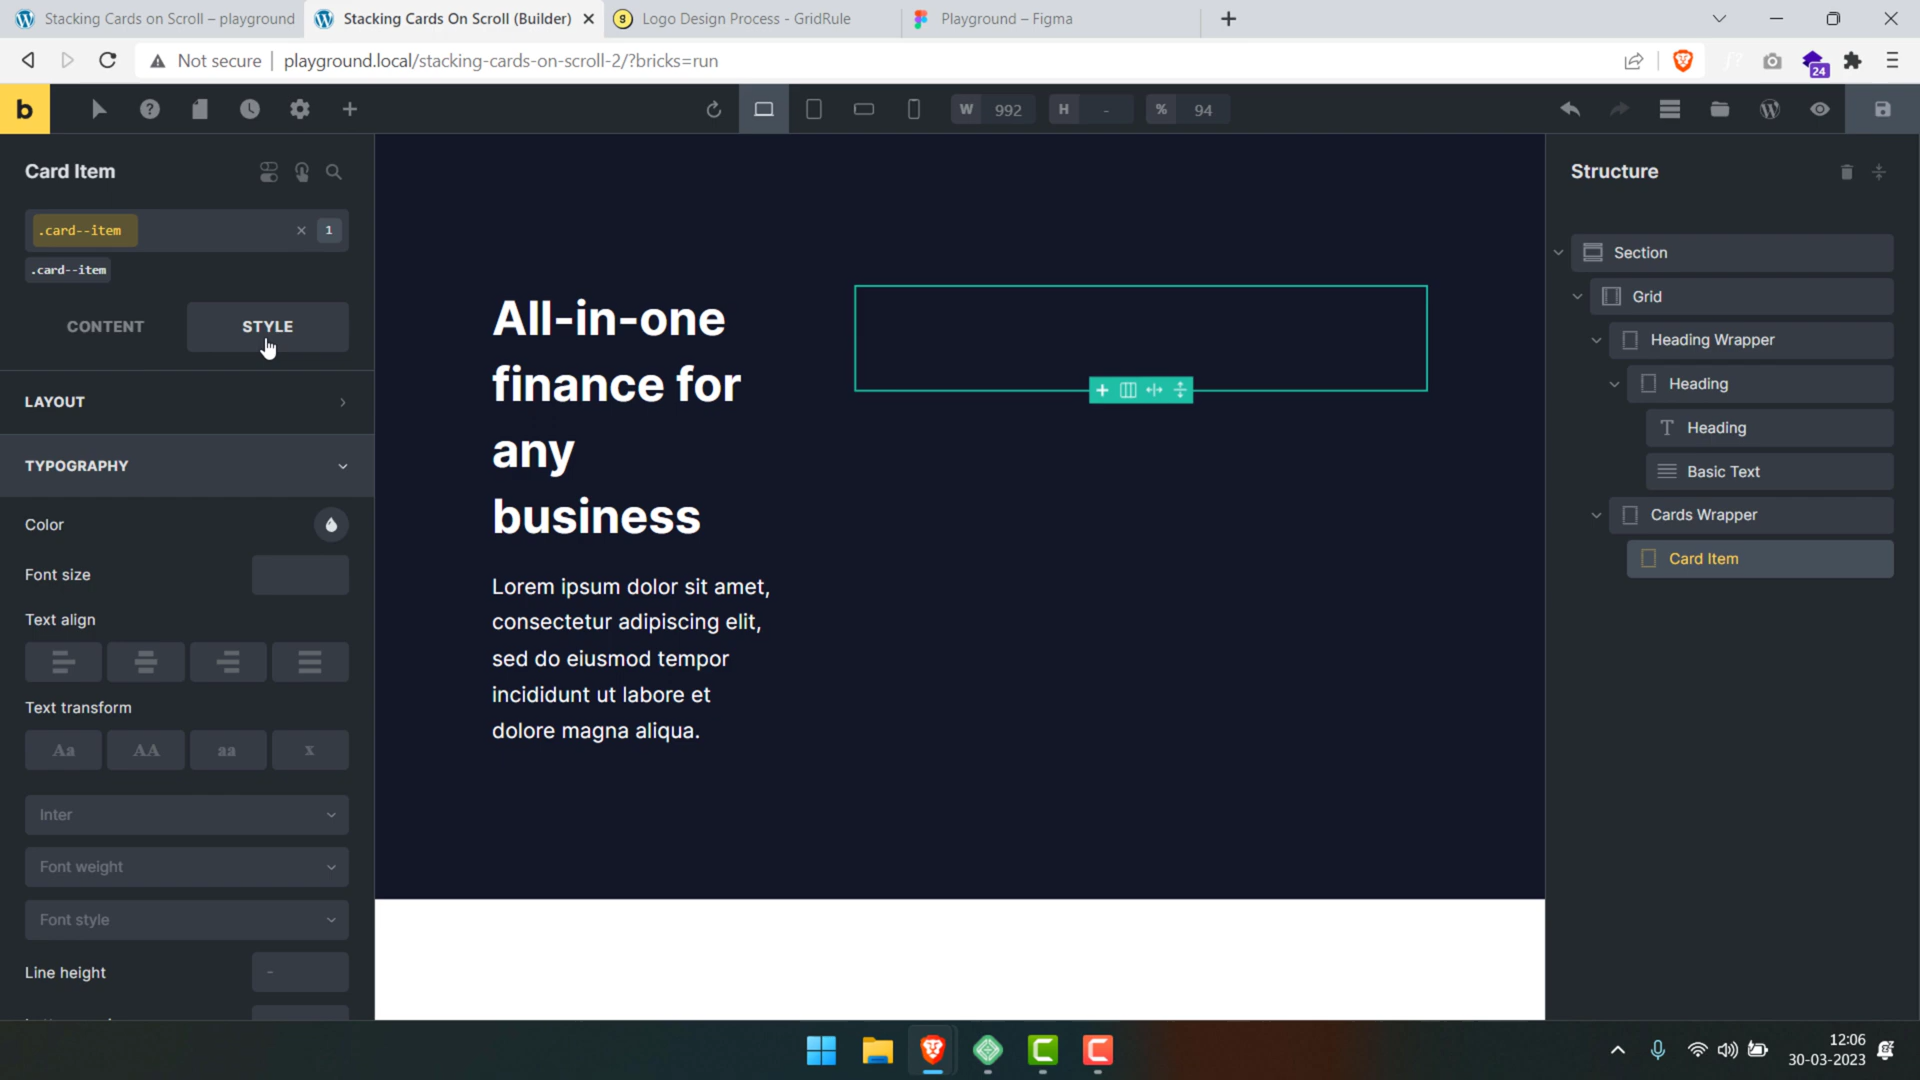 Stacking Cards on Scroll – playground
Stacking Cards On Scroll (Builder)
Logo Design Process - GridRule
Playground – Figma
Not secure
playground.local/stacking-cards-on-scroll-2/?bricks=run
24
b
W 992
H -
% 94
Card Item
.card--item
1
.card--item
CONTENT
STYLE
LAYOUT
TYPOGRAPHY
Color
Font size
Text align
Text transform
Aa AA aa x
Inter
Font weight
Font style
Line height
-
All-in-one
finance for
any
business
Lorem ipsum dolor sit amet,
consectetur adipiscing elit,
sed do eiusmod tempor
incididunt ut labore et
dolore magna aliqua.
Structure
Section
Grid
Heading Wrapper
Heading
Heading
Basic Text
Cards Wrapper
Card Item
12:06
30-03-2023